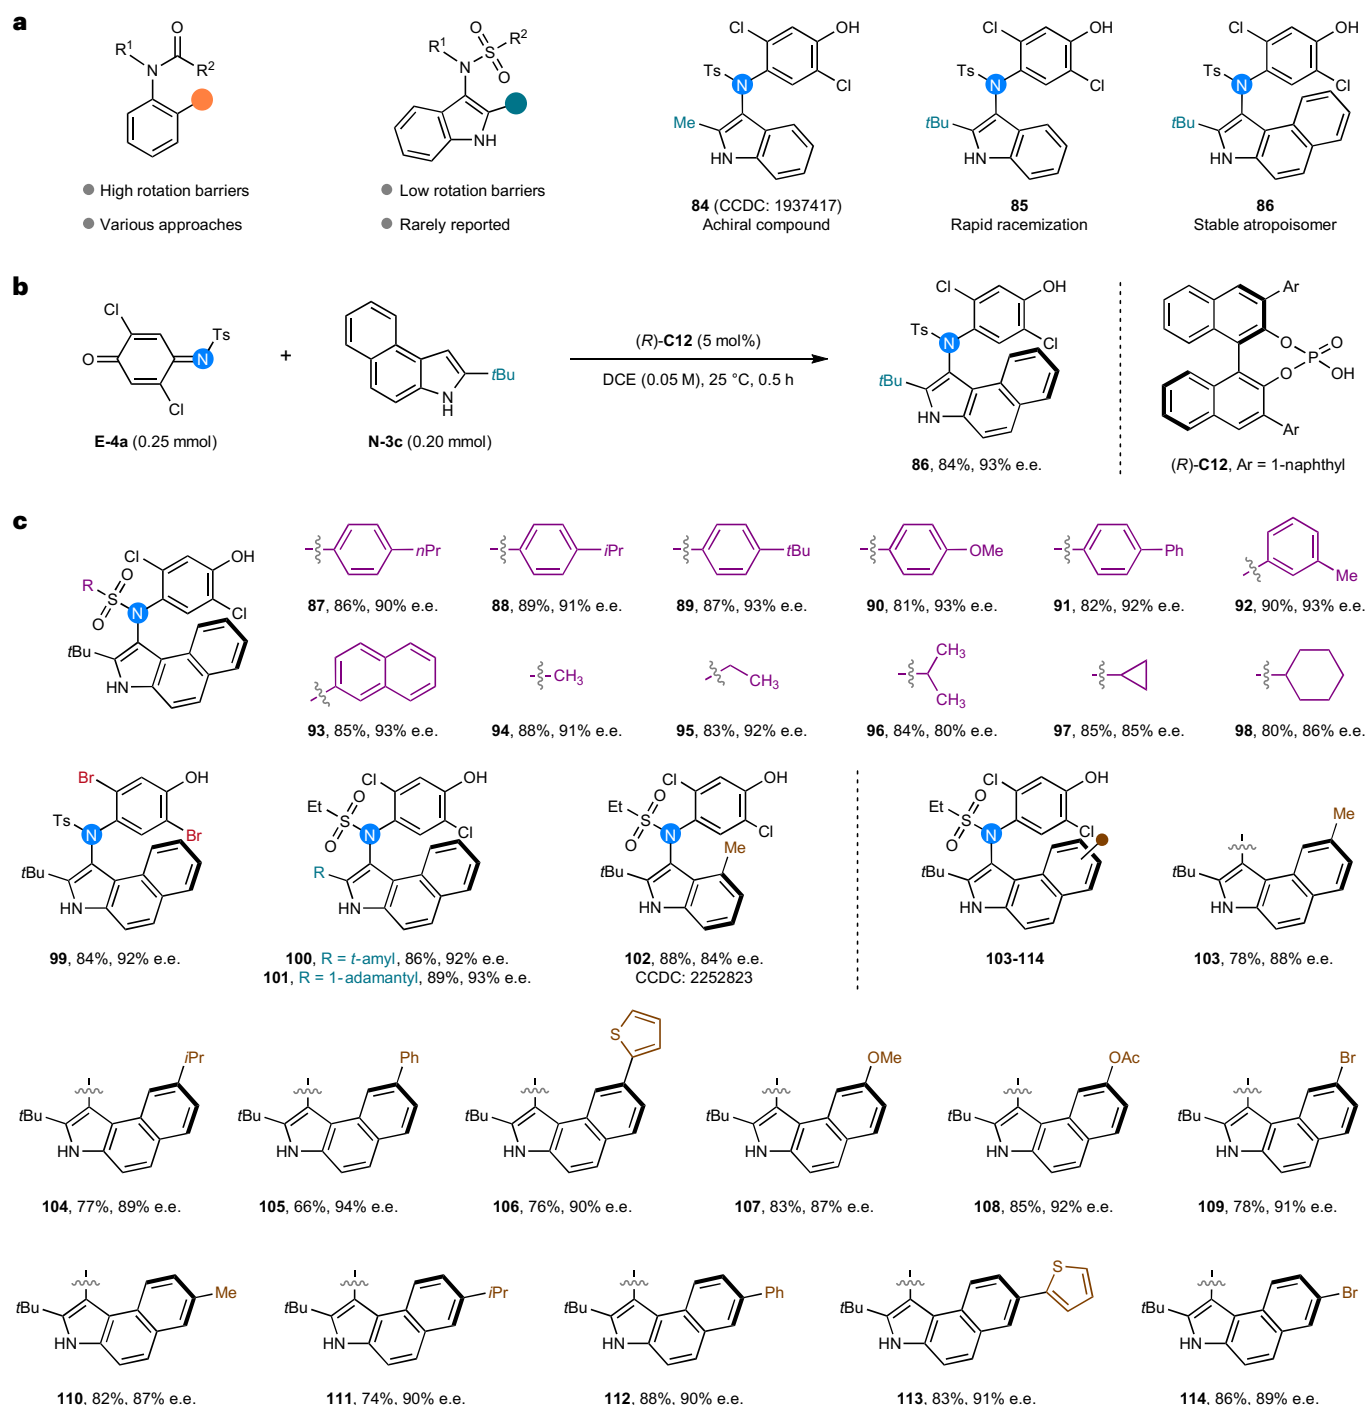 a
O
R1
N
R2
High rotation barriers
Various approaches
O
R1
S
R2
N
O
NH
Low rotation barriers
Rarely reported
Cl
OH
Ts
N
Cl
Me
HN
84 (CCDC: 1937417)
Achiral compound
Cl
OH
Ts
N
Cl
tBu
HN
85
Rapid racemization
Cl
OH
Ts
N
Cl
tBu
HN
86
Stable atropoisomer
b
Cl
Ts
O
N
Cl
E-4a (0.25 mmol)
+
tBu
N
H
N-3c (0.20 mmol)
(R)-C12 (5 mol%)
DCE (0.05 M), 25 °C, 0.5 h
Cl
OH
Ts
N
Cl
tBu
HN
86, 84%, 93% e.e.
Ar
O
O
P
O
OH
Ar
(R)-C12, Ar = 1-naphthyl
c
Cl
OH
R
O
S
N
Cl
O
tBu
HN
nPr
87, 86%, 90% e.e.
iPr
88, 89%, 91% e.e.
tBu
89, 87%, 93% e.e.
OMe
90, 81%, 93% e.e.
Ph
91, 82%, 92% e.e.
Me
92, 90%, 93% e.e.
93, 85%, 93% e.e.
CH3
94, 88%, 91% e.e.
CH3
95, 83%, 92% e.e.
CH3
CH3
96, 84%, 80% e.e.
97, 85%, 85% e.e.
98, 80%, 86% e.e.
Br
OH
Ts
N
Br
tBu
HN
99, 84%, 92% e.e.
Cl
OH
Et
O
S
N
Cl
O
R
HN
100, R = t-amyl, 86%, 92% e.e.
101, R = 1-adamantyl, 89%, 93% e.e.
Cl
OH
Et
O
S
N
Cl
O
Me
tBu
HN
102, 88%, 84% e.e.
CCDC: 2252823
Cl
OH
Et
O
S
N
Cl
O
tBu
HN
103-114
Me
tBu
HN
103, 78%, 88% e.e.
iPr
tBu
HN
104, 77%, 89% e.e.
Ph
tBu
HN
105, 66%, 94% e.e.
S
tBu
HN
106, 76%, 90% e.e.
OMe
tBu
HN
107, 83%, 87% e.e.
OAc
tBu
HN
108, 85%, 92% e.e.
Br
tBu
HN
109, 78%, 91% e.e.
Me
tBu
HN
110, 82%, 87% e.e.
iPr
tBu
HN
111, 74%, 90% e.e.
Ph
tBu
HN
112, 88%, 90% e.e.
S
tBu
HN
113, 83%, 91% e.e.
Br
tBu
HN
114, 86%, 89% e.e.